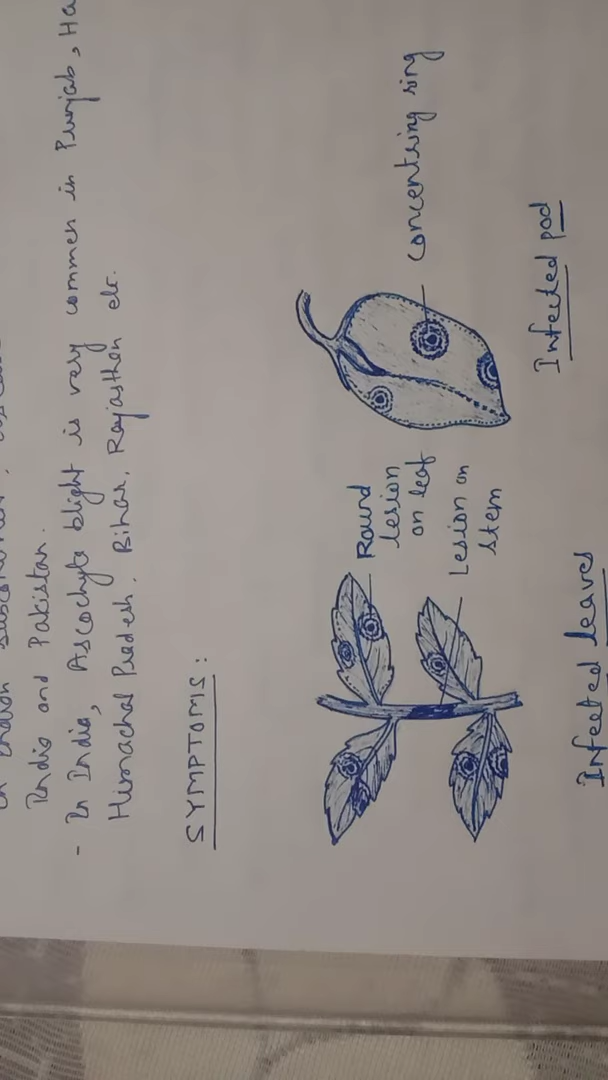 India and Pakistan.
- In India, Ascochyta blight is very common in Punjab, Ha
Himachal Pradesh, Bihar, Rajasthan etc.
SYMPTOMS:
Round
lesion
on leaf
Lesion on
stem
Concentring ring
Infected leaves
Infected pod